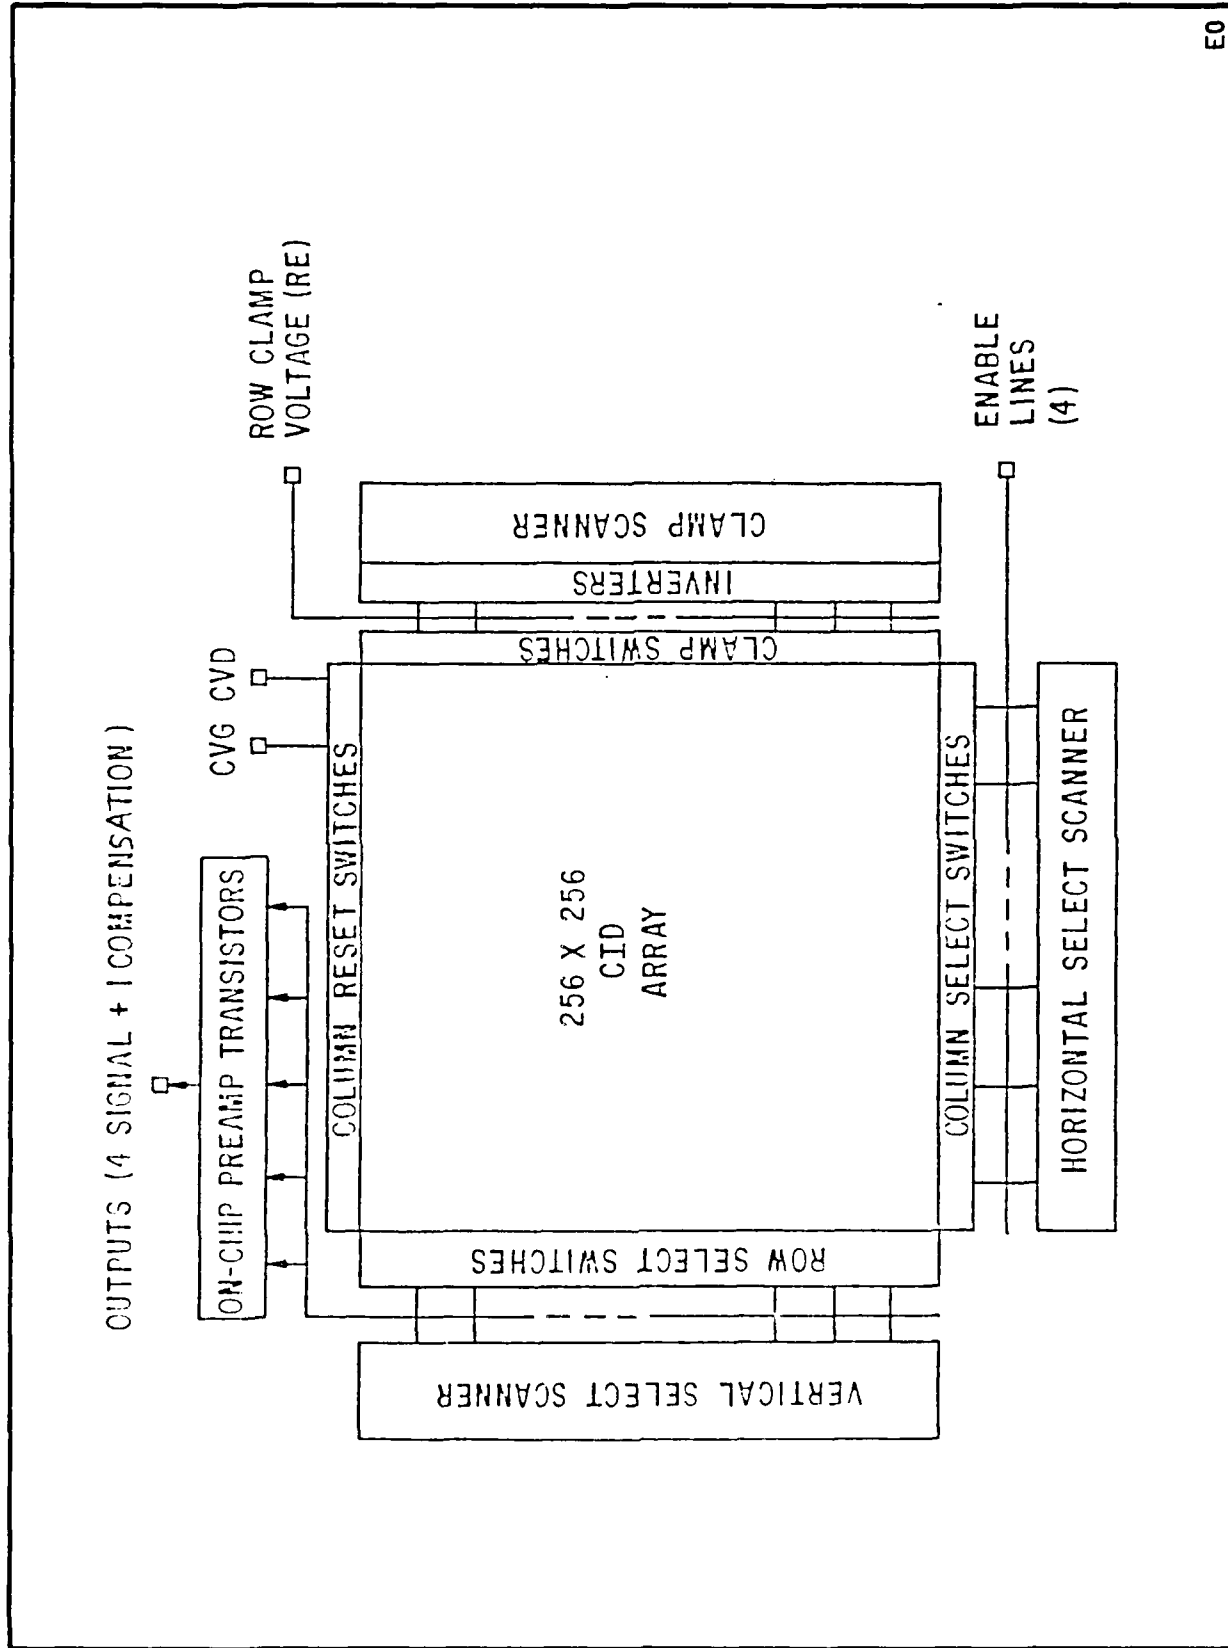 OUTPUTS (4 SIGNAL + 1 COMPENSATION)
ON-CHIP PREAMP TRANSISTORS
CVG CVD
ROW CLAMP
VOLTAGE (RE)
COLUMN RESET SWITCHES
VERTICAL SELECT SCANNER
ROW SELECT SWITCHES
256 X 256
CID
ARRAY
CLAMP SWITCHES
INVERTERS
CLAMP SCANNER
COLUMN SELECT SWITCHES
ENABLE
LINES
(4)
HORIZONTAL SELECT SCANNER
EO